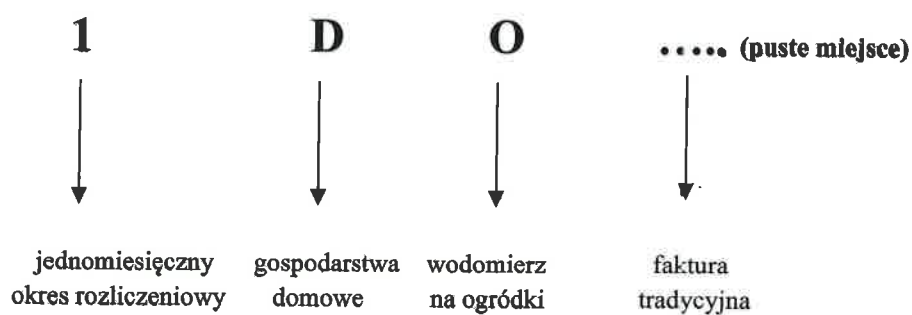 1 D O ..... (puste miejsce)
jednomiesięczny gospodarstwa wodomierz faktura
okres rozliczeniowy domowe na ogródki tradycyjna